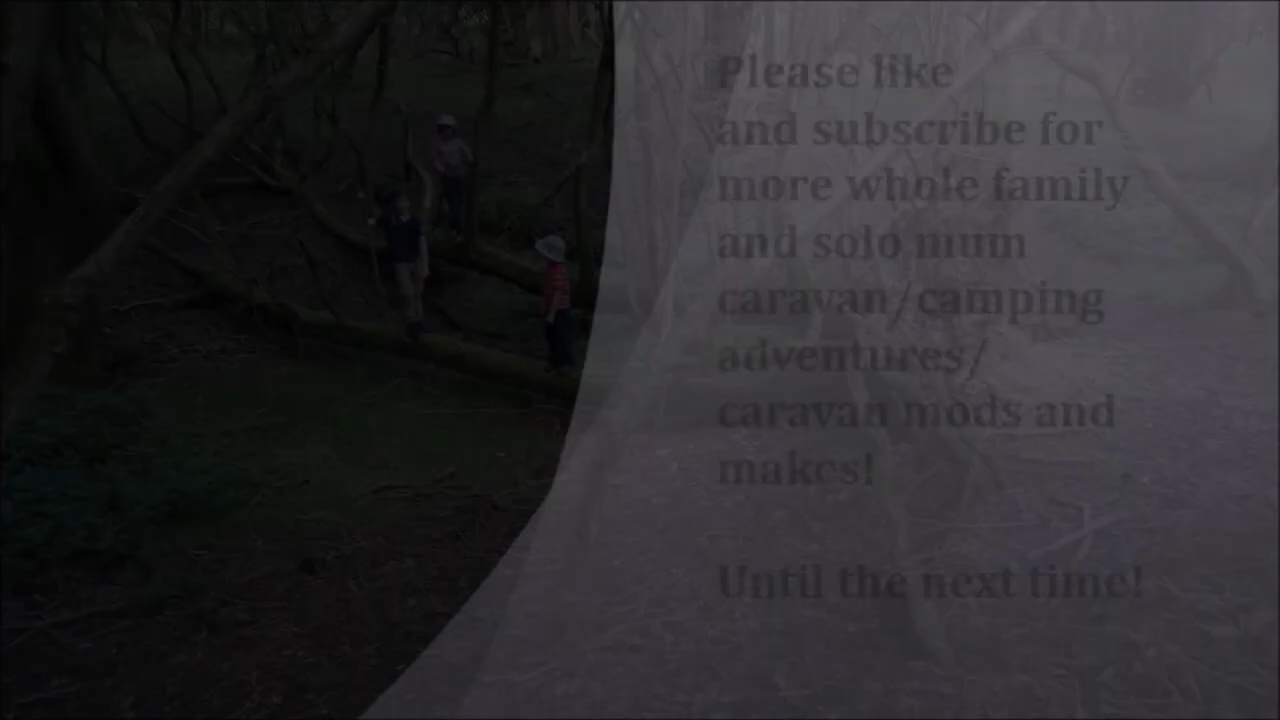 Please like
and subscribe for
more whole family
and solo mum
caravan/camping
adventures/
caravan mods and
makes!
Until the next time!